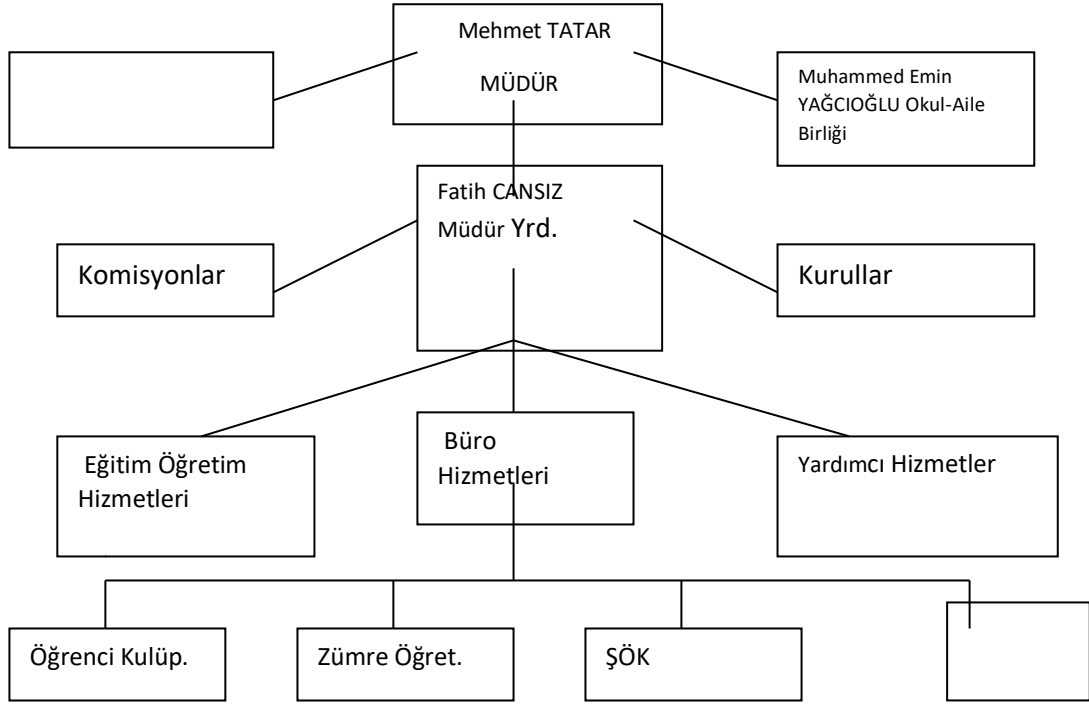 Mehmet TATAR
MÜDÜR
Muhammed Emin
YAĞCIOĞLU Okul-Aile
Birliği
Fatih CANSIZ
Müdür Yrd.
Komisyonlar
Kurullar
Eğitim Öğretim
Hizmetleri
Büro
Hizmetleri
Yardımcı Hizmetler
Öğrenci Kulüp.
Zümre Öğret.
ŞÖK